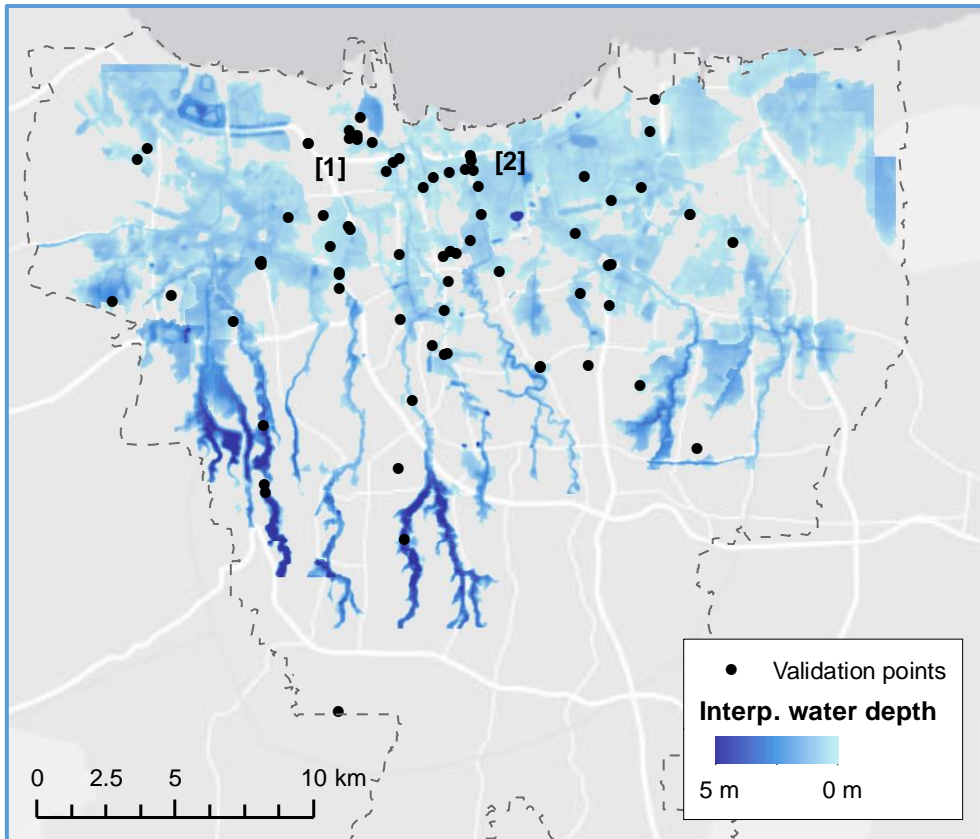 [1]
[2]
Validation points
Interp. water depth
5 m 0 m
0 2.5 5 10 km